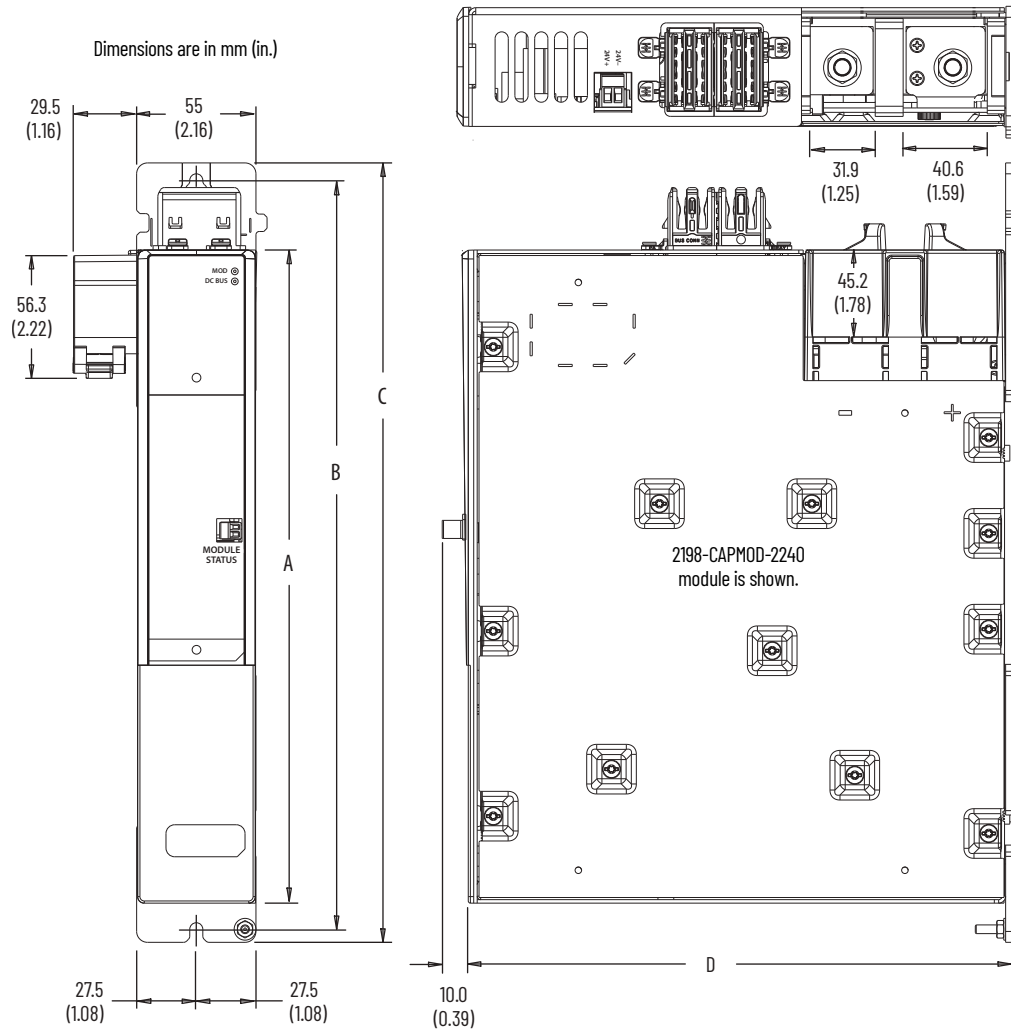 Dimensions are in mm (in.)
29.5
(1.16)
55
(2.16)
24V-
24V+
31.9
(1.25)
40.6
(1.59)
BUS CONN
MOD
DC BUS
56.3
(2.22)
45.2
(1.78)
C
B
A
MODULE
STATUS
2198-CAPMOD-2240
module is shown.
- +
27.5
(1.08)
27.5
(1.08)
10.0
(0.39)
D